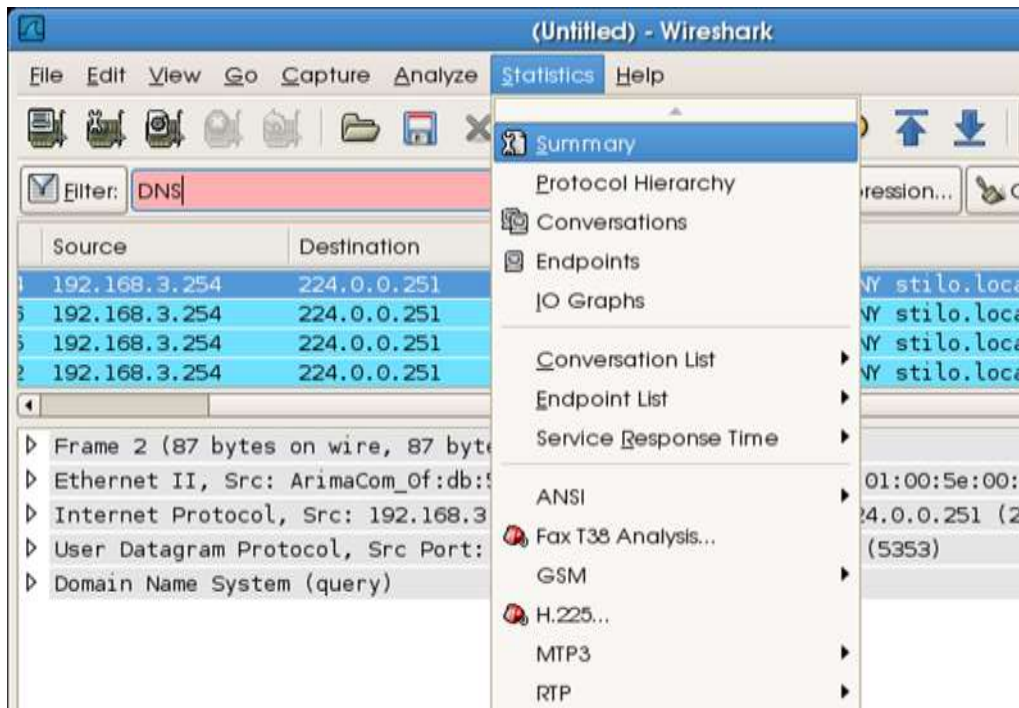 (Untitled) - Wireshark
File Edit View Go Capture Analyze Statistics Help
Filter: DNS
Source Destination
192.168.3.254 224.0.0.251 stilo.loca
192.168.3.254 224.0.0.251 stilo.loca
192.168.3.254 224.0.0.251 stilo.loca
192.168.3.254 224.0.0.251 stilo.loca
Summary
Protocol Hierarchy
Conversations
Endpoints
IO Graphs
Conversation List
Endpoint List
Service Response Time
ANSI
Fax T38 Analysis...
GSM
H.225...
MTP3
RTP
Frame 2 (87 bytes on wire, 87 byte
Ethernet II, Src: ArimaCom_0f:db: 01:00:5e:00:
Internet Protocol, Src: 192.168.3 24.0.0.251 (2
User Datagram Protocol, Src Port: (5353)
Domain Name System (query)